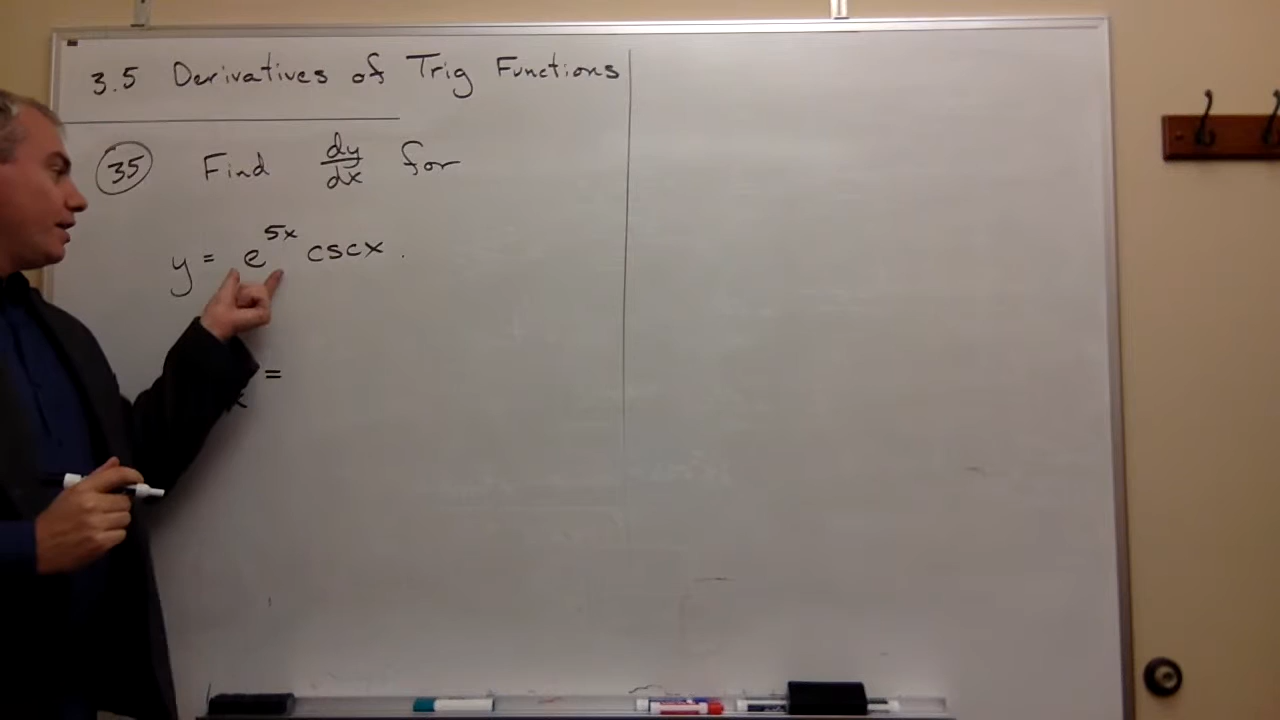 3.5 Derivatives of Trig Functions
35 Find dy/dx for
y = e^{5x} cscx.
x =